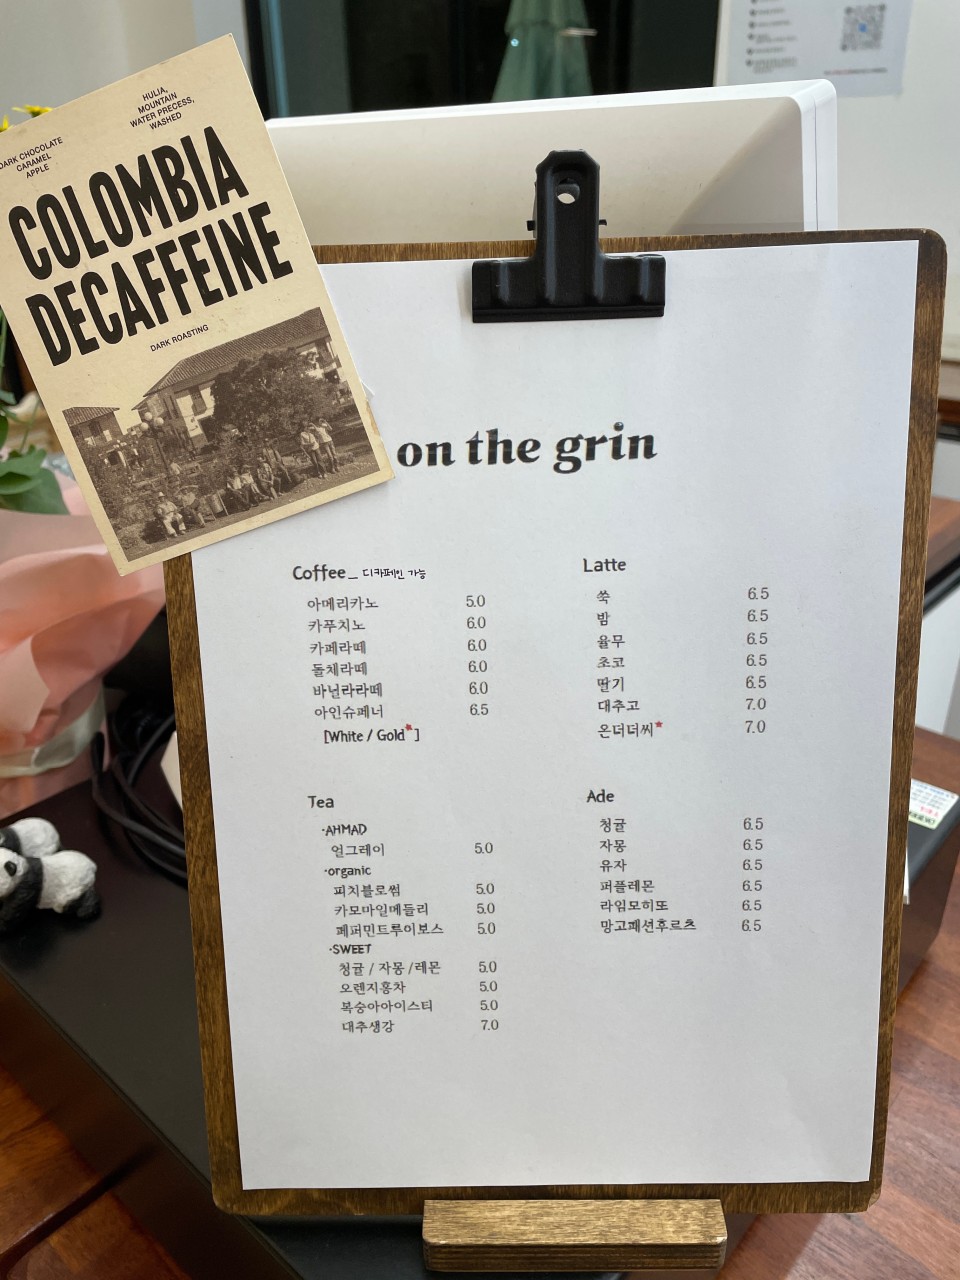 DARK CHOCOLATE
CARAMEL
APPLE
HULIA,
MOUNTAIN
WATER PRECESS,
WASHED
COLOMBIA
DECAFFEINE
DARK ROASTING
on the grin
Coffee_ 디카페인 가능
아메리카노 5.0
카푸치노 6.0
카페라떼 6.0
돌체라떼 6.0
바닐라라떼 6.0
아인슈페너 6.5
[White / Gold*]
Latte
쑥 6.5
밤 6.5
율무 6.5
초코 6.5
딸기 6.5
대추고 7.0
온더더씨* 7.0
Tea
·AHMAD
얼그레이 5.0
·organic
피치블로썸 5.0
카모마일메들리 5.0
페퍼민트루이보스 5.0
·SWEET
청귤 / 자몽 /레몬 5.0
오렌지홍차 5.0
복숭아아이스티 5.0
대추생강 7.0
Ade
청귤 6.5
자몽 6.5
유자 6.5
퍼플레몬 6.5
라임모히또 6.5
망고패션후르츠 6.5